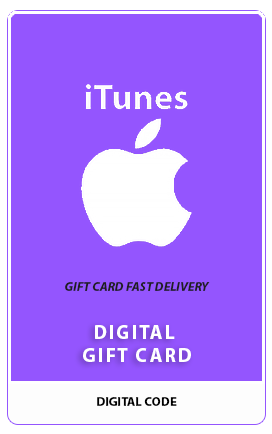 iTunes
GIFT CARD FAST DELIVERY
DIGITAL
GIFT CARD
DIGITAL CODE